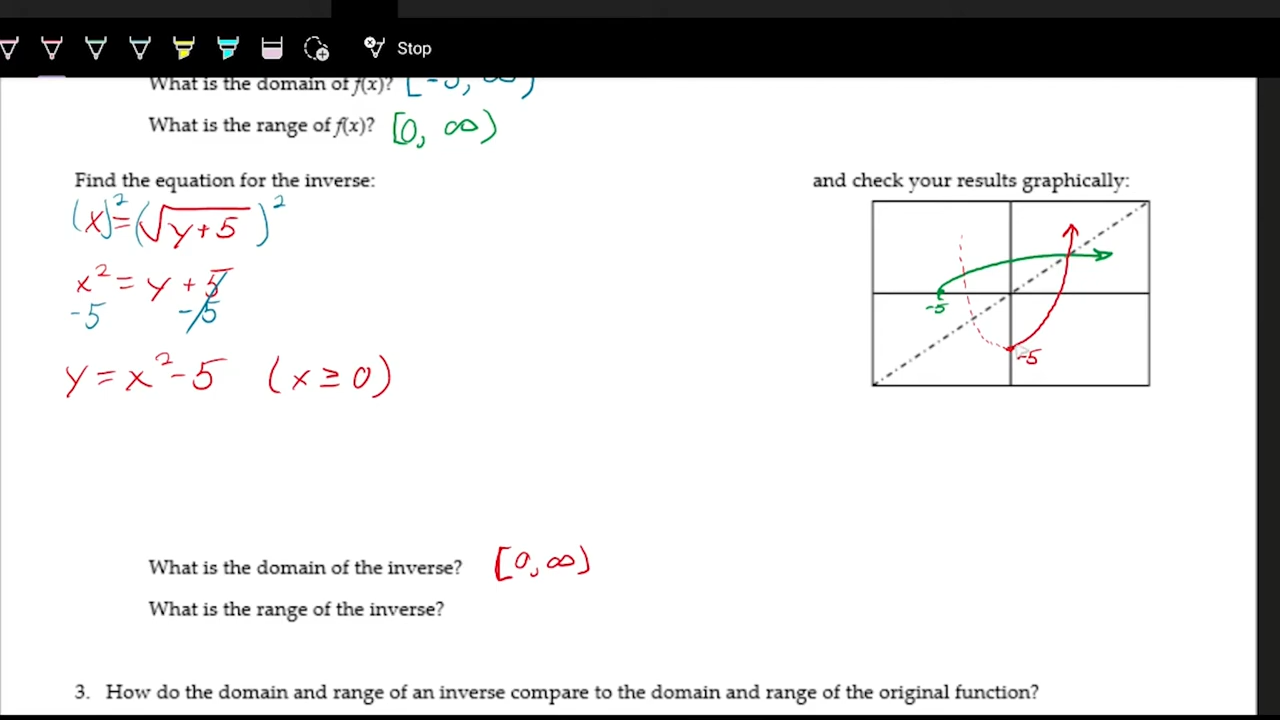 Stop
What is the domain of f(x)? [-5, ∞)
What is the range of f(x)? [0, ∞)
Find the equation for the inverse:
and check your results graphically:
(x)² = (√y+5)²
x² = y + 5
-5 -5
y = x² - 5 (x ≥ 0)
-5
-5
What is the domain of the inverse? [0, ∞)
What is the range of the inverse?
3. How do the domain and range of an inverse compare to the domain and range of the original function?